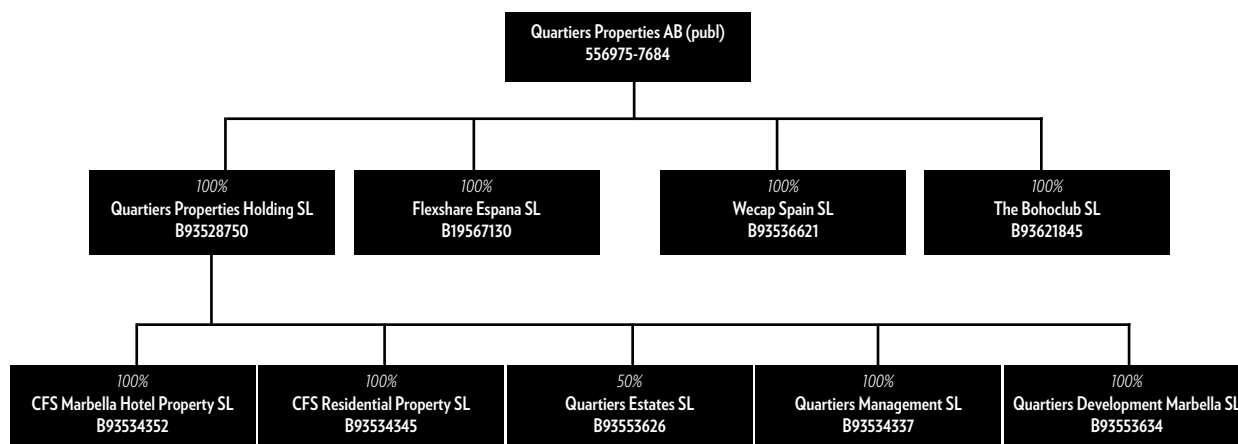 Quartiers Properties AB (publ)
556975-7684
100%
Quartiers Properties Holding SL
B93528750
100%
Flexshare Espana SL
B19567130
100%
Wecap Spain SL
B93536621
100%
The Bohoclub SL
B93621845
100%
CFS Marbella Hotel Property SL
B93534352
100%
CFS Residential Property SL
B93534345
50%
Quartiers Estates SL
B93553626
100%
Quartiers Management SL
B93534337
100%
Quartiers Development Marbella SL
B93553634